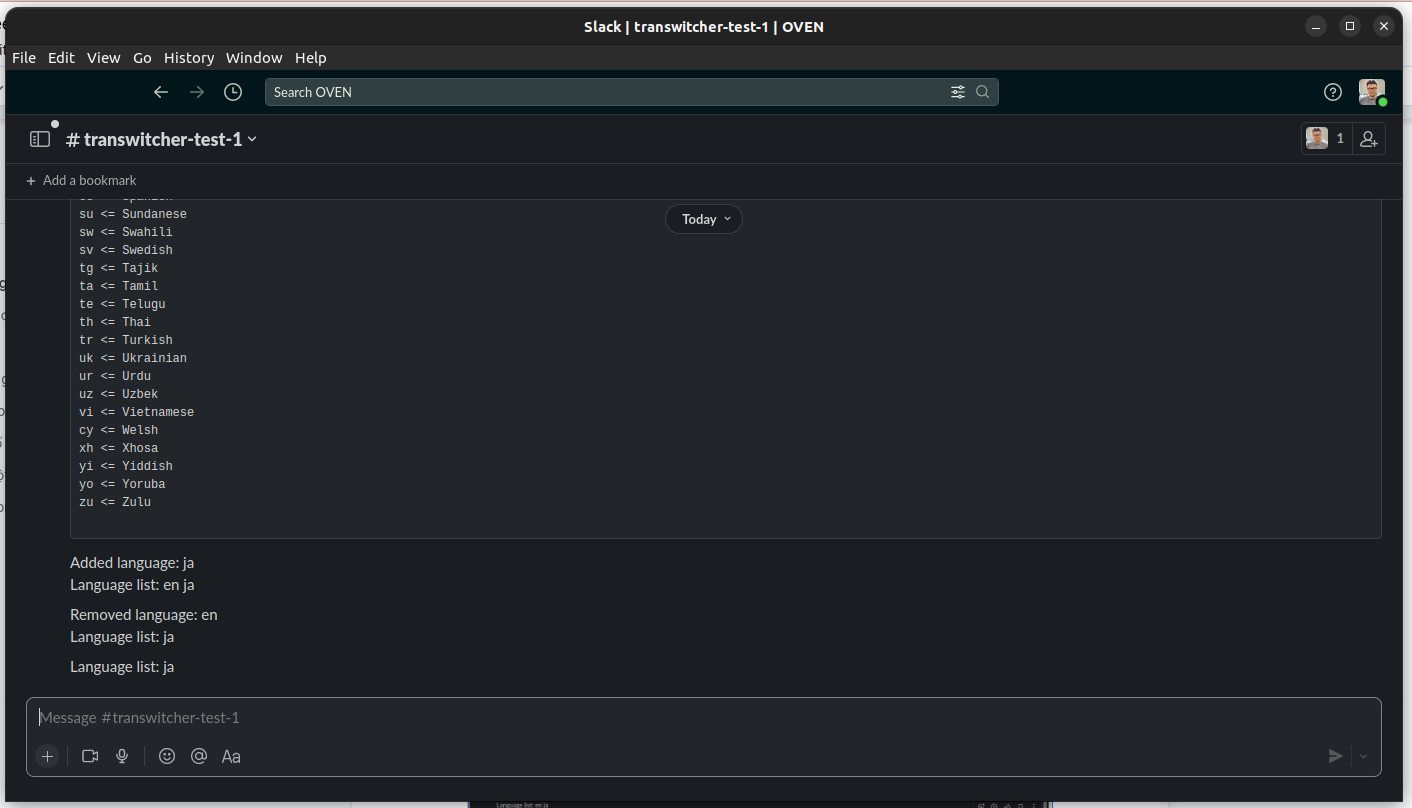 Slack | transwitcher-test-1 | OVEN
File Edit View Go History Window Help
Search OVEN
# transwitcher-test-1
1
+ Add a bookmark
Today
su <= Sundanese
sw <= Swahili
sv <= Swedish
tg <= Tajik
ta <= Tamil
te <= Telugu
th <= Thai
tr <= Turkish
uk <= Ukrainian
ur <= Urdu
uz <= Uzbek
vi <= Vietnamese
cy <= Welsh
xh <= Xhosa
yi <= Yiddish
yo <= Yoruba
zu <= Zulu
Added language: ja
Language list: en ja
Removed language: en
Language list: ja
Language list: ja
Message #transwitcher-test-1
Aa
Language list: en ja